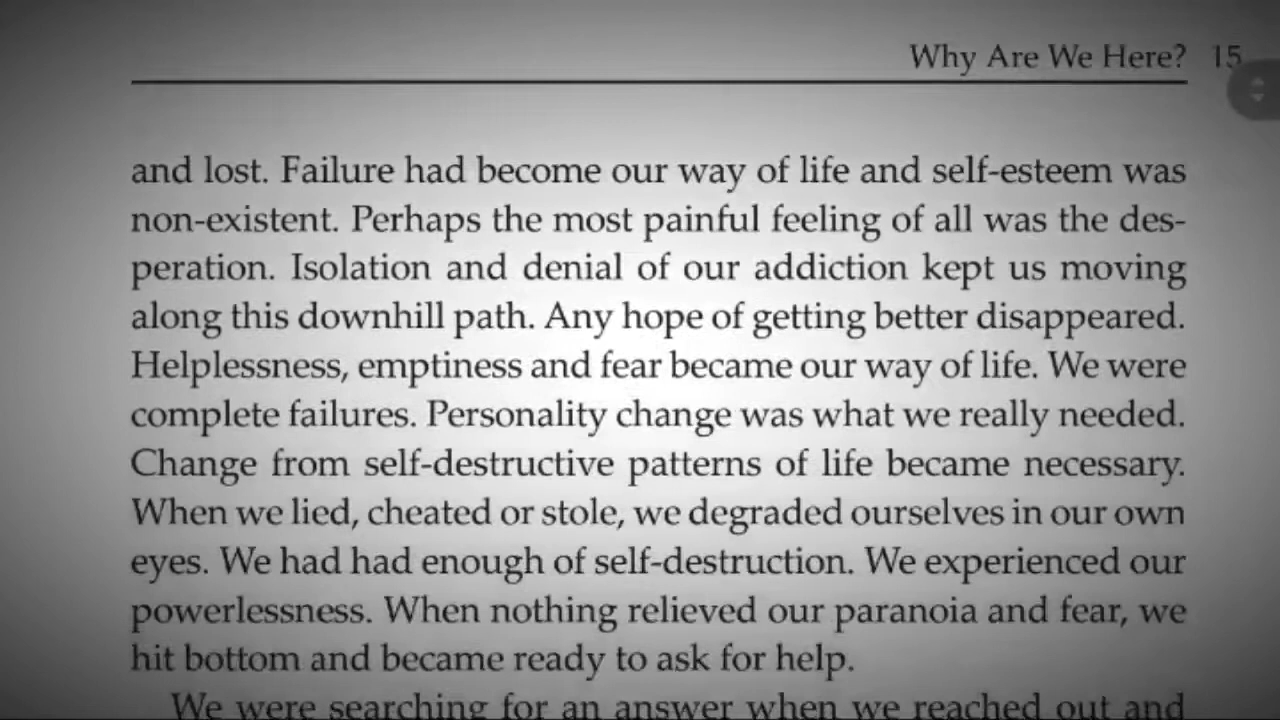 Why Are We Here? 15
and lost. Failure had become our way of life and self-esteem was
non-existent. Perhaps the most painful feeling of all was the des-
peration. Isolation and denial of our addiction kept us moving
along this downhill path. Any hope of getting better disappeared.
Helplessness, emptiness and fear became our way of life. We were
complete failures. Personality change was what we really needed.
Change from self-destructive patterns of life became necessary.
When we lied, cheated or stole, we degraded ourselves in our own
eyes. We had had enough of self-destruction. We experienced our
powerlessness. When nothing relieved our paranoia and fear, we
hit bottom and became ready to ask for help.
We were searching for an answer when we reached out and